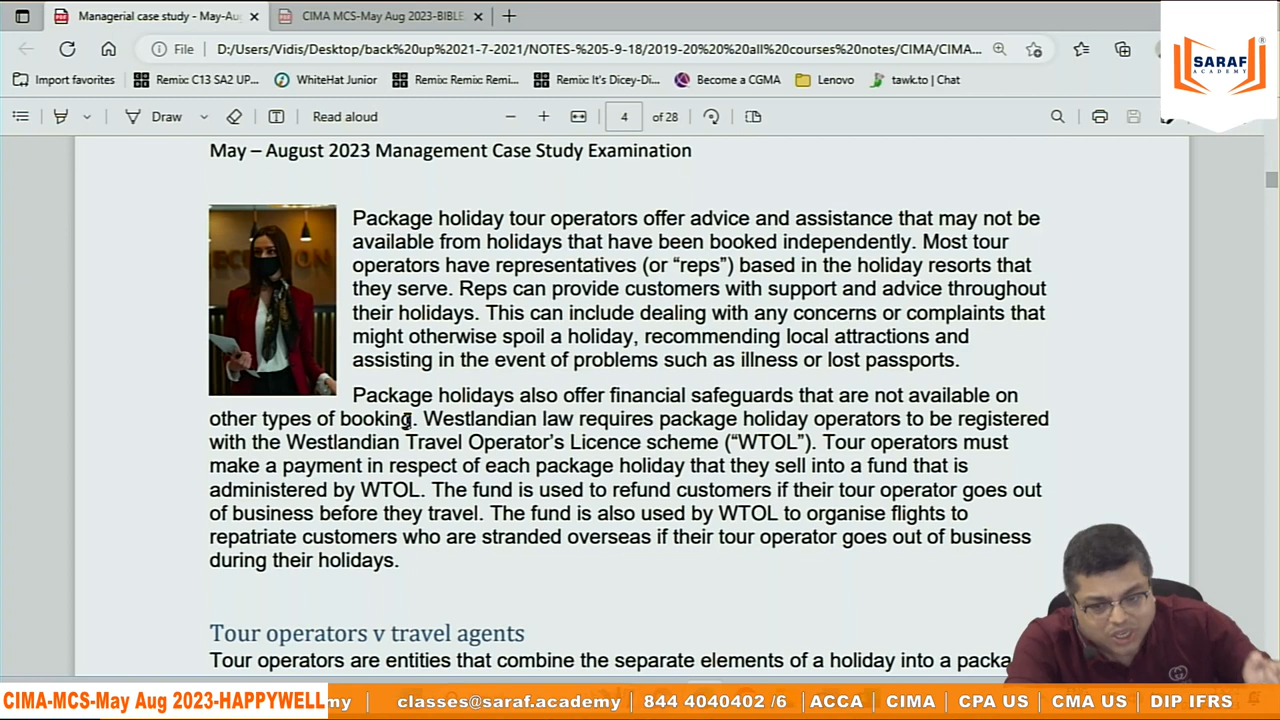 Managerial case study - May-Au
CIMA MCS-May Aug 2023-BIBLE
File
D:/Users/Vidis/Desktop/back%20up%2021-7-2021/NOTES-%205-9-18/2019-20%20%20all%20courses%20notes/CIMA/CIMA...
Import favorites
Remix: C13 SA2 UP...
WhiteHat Junior
Remix: Remix: Remi...
Remix: It's Dicey-Di...
Become a CGMA
Lenovo
tawk.to | Chat
SARAF
ACADEMY
Draw
Read aloud
4
of 28
May – August 2023 Management Case Study Examination
Package holiday tour operators offer advice and assistance that may not be
available from holidays that have been booked independently. Most tour
operators have representatives (or “reps”) based in the holiday resorts that
they serve. Reps can provide customers with support and advice throughout
their holidays. This can include dealing with any concerns or complaints that
might otherwise spoil a holiday, recommending local attractions and
assisting in the event of problems such as illness or lost passports.
Package holidays also offer financial safeguards that are not available on
other types of booking. Westlandian law requires package holiday operators to be registered
with the Westlandian Travel Operator’s Licence scheme (“WTOL”). Tour operators must
make a payment in respect of each package holiday that they sell into a fund that is
administered by WTOL. The fund is used to refund customers if their tour operator goes out
of business before they travel. The fund is also used by WTOL to organise flights to
repatriate customers who are stranded overseas if their tour operator goes out of business
during their holidays.
Tour operators v travel agents
Tour operators are entities that combine the separate elements of a holiday into a packa
CIMA-MCS-May Aug 2023-HAPPYWELL
my | classes@saraf.academy | 844 4040402 /6 | ACCA | CIMA | CPA US | CMA US | DIP IFRS